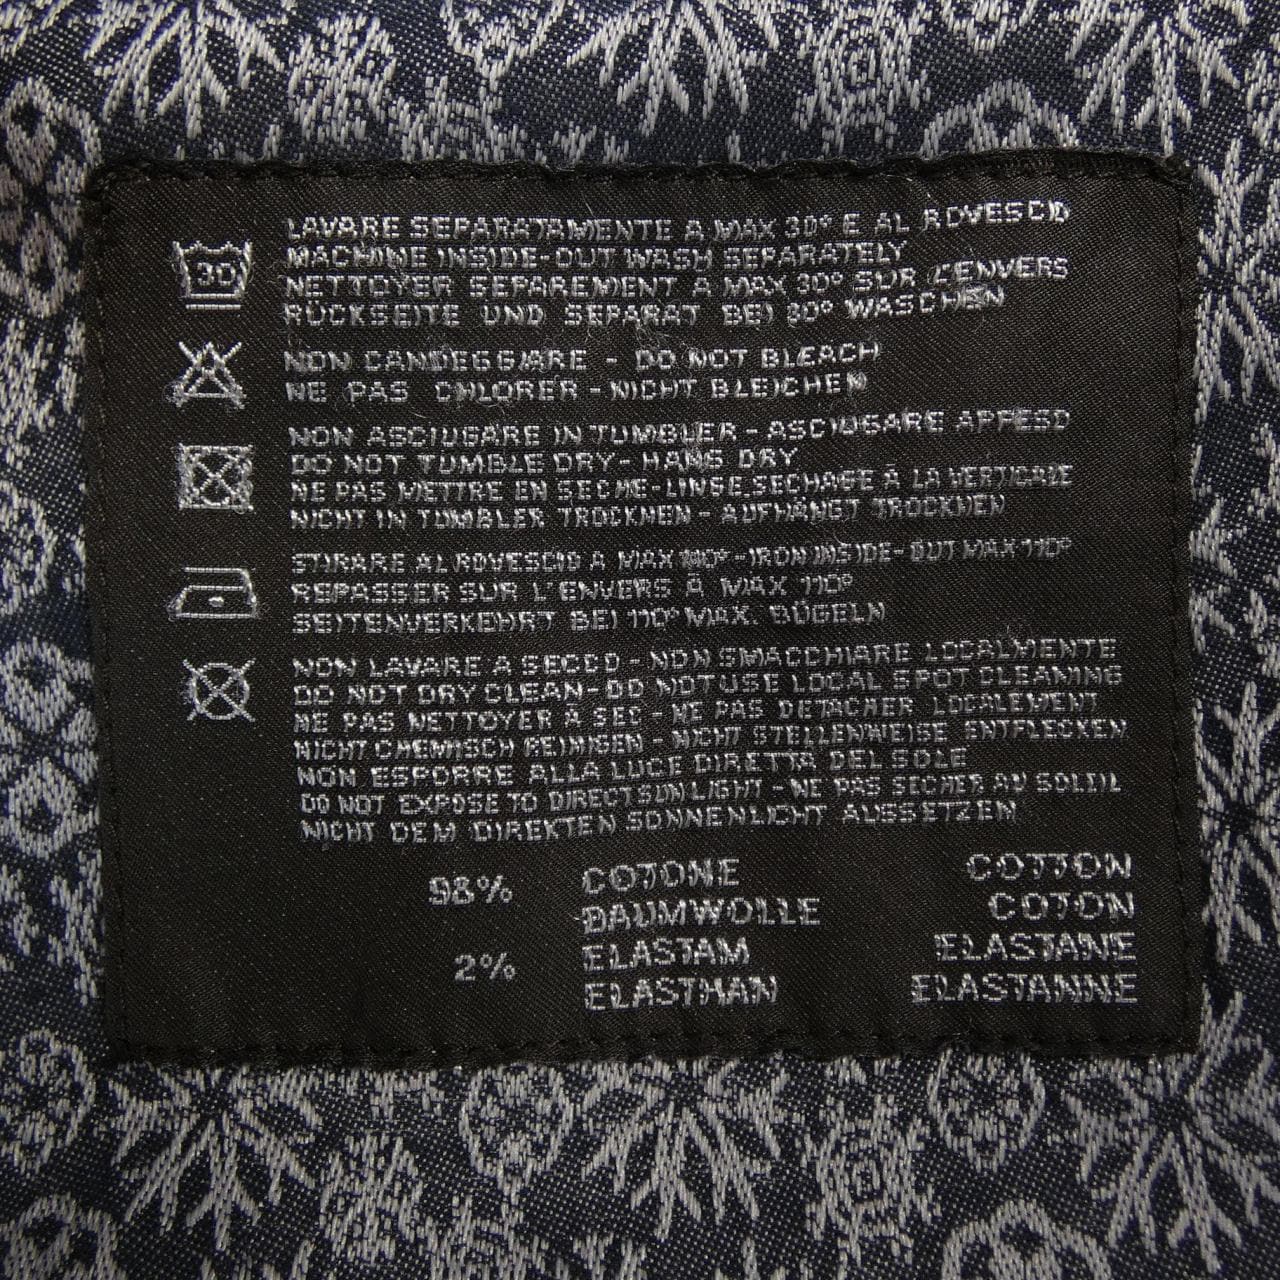 30°
LAVARE SEPARATAMENTE A MAX 30° E AL ROVESCIO
MACHINE INSIDE-OUT WASH SEPARATELY
NETTOYER SEPAREMENT A MAX 30° SUR L'ENVERS
RÜCKSEITE UND SEPARAT BEI 30° WASCHEN
NON CANDEGGIARE - DO NOT BLEACH
NE PAS CHLORER - NICHT BLEICHEN
NON ASCIUGARE IN TUMBLER - ASCIUGARE APPESO
DO NOT TUMBLE DRY - HANG DRY
NE PAS METTRE EN SECHE-LINGE.SECHAGE À LA VERTICALE
NICHT IN TUMBLER TROCKNEN - AUFHÄNGT TROCKNEN
STIRARE AL ROVESCIO A MAX 110° - IRON INSIDE-OUT MAX 110°
REPASSER SUR L'ENVERS À MAX 110°
SEITENVERKEHRT BEI 110° MAX. BÜGELN
NON LAVARE A SECCO - NON SMACCHIARE LOCALMENTE
DO NOT DRY CLEAN - DO NOT USE LOCAL SPOT CLEANING
NE PAS NETTOYER À SEC - NE PAS DETACHER LOCALEMENT
NICHT CHEMISCH REINIGEN - NICHT STELLENWEISE ENTFLECKEN
NON ESPORRE ALLA LUCE DIRETTA DEL SOLE
DO NOT EXPOSE TO DIRECT SUNLIGHT - NE PAS SECHER AU SOLEIL
NICHT DEM DIREKTEN SONNENLICHT AUSSETZEN
98% COTONE COTTON
BAUMWOLLE COTON
2% ELASTAM ELASTANE
ELASTHAN ELASTANNE